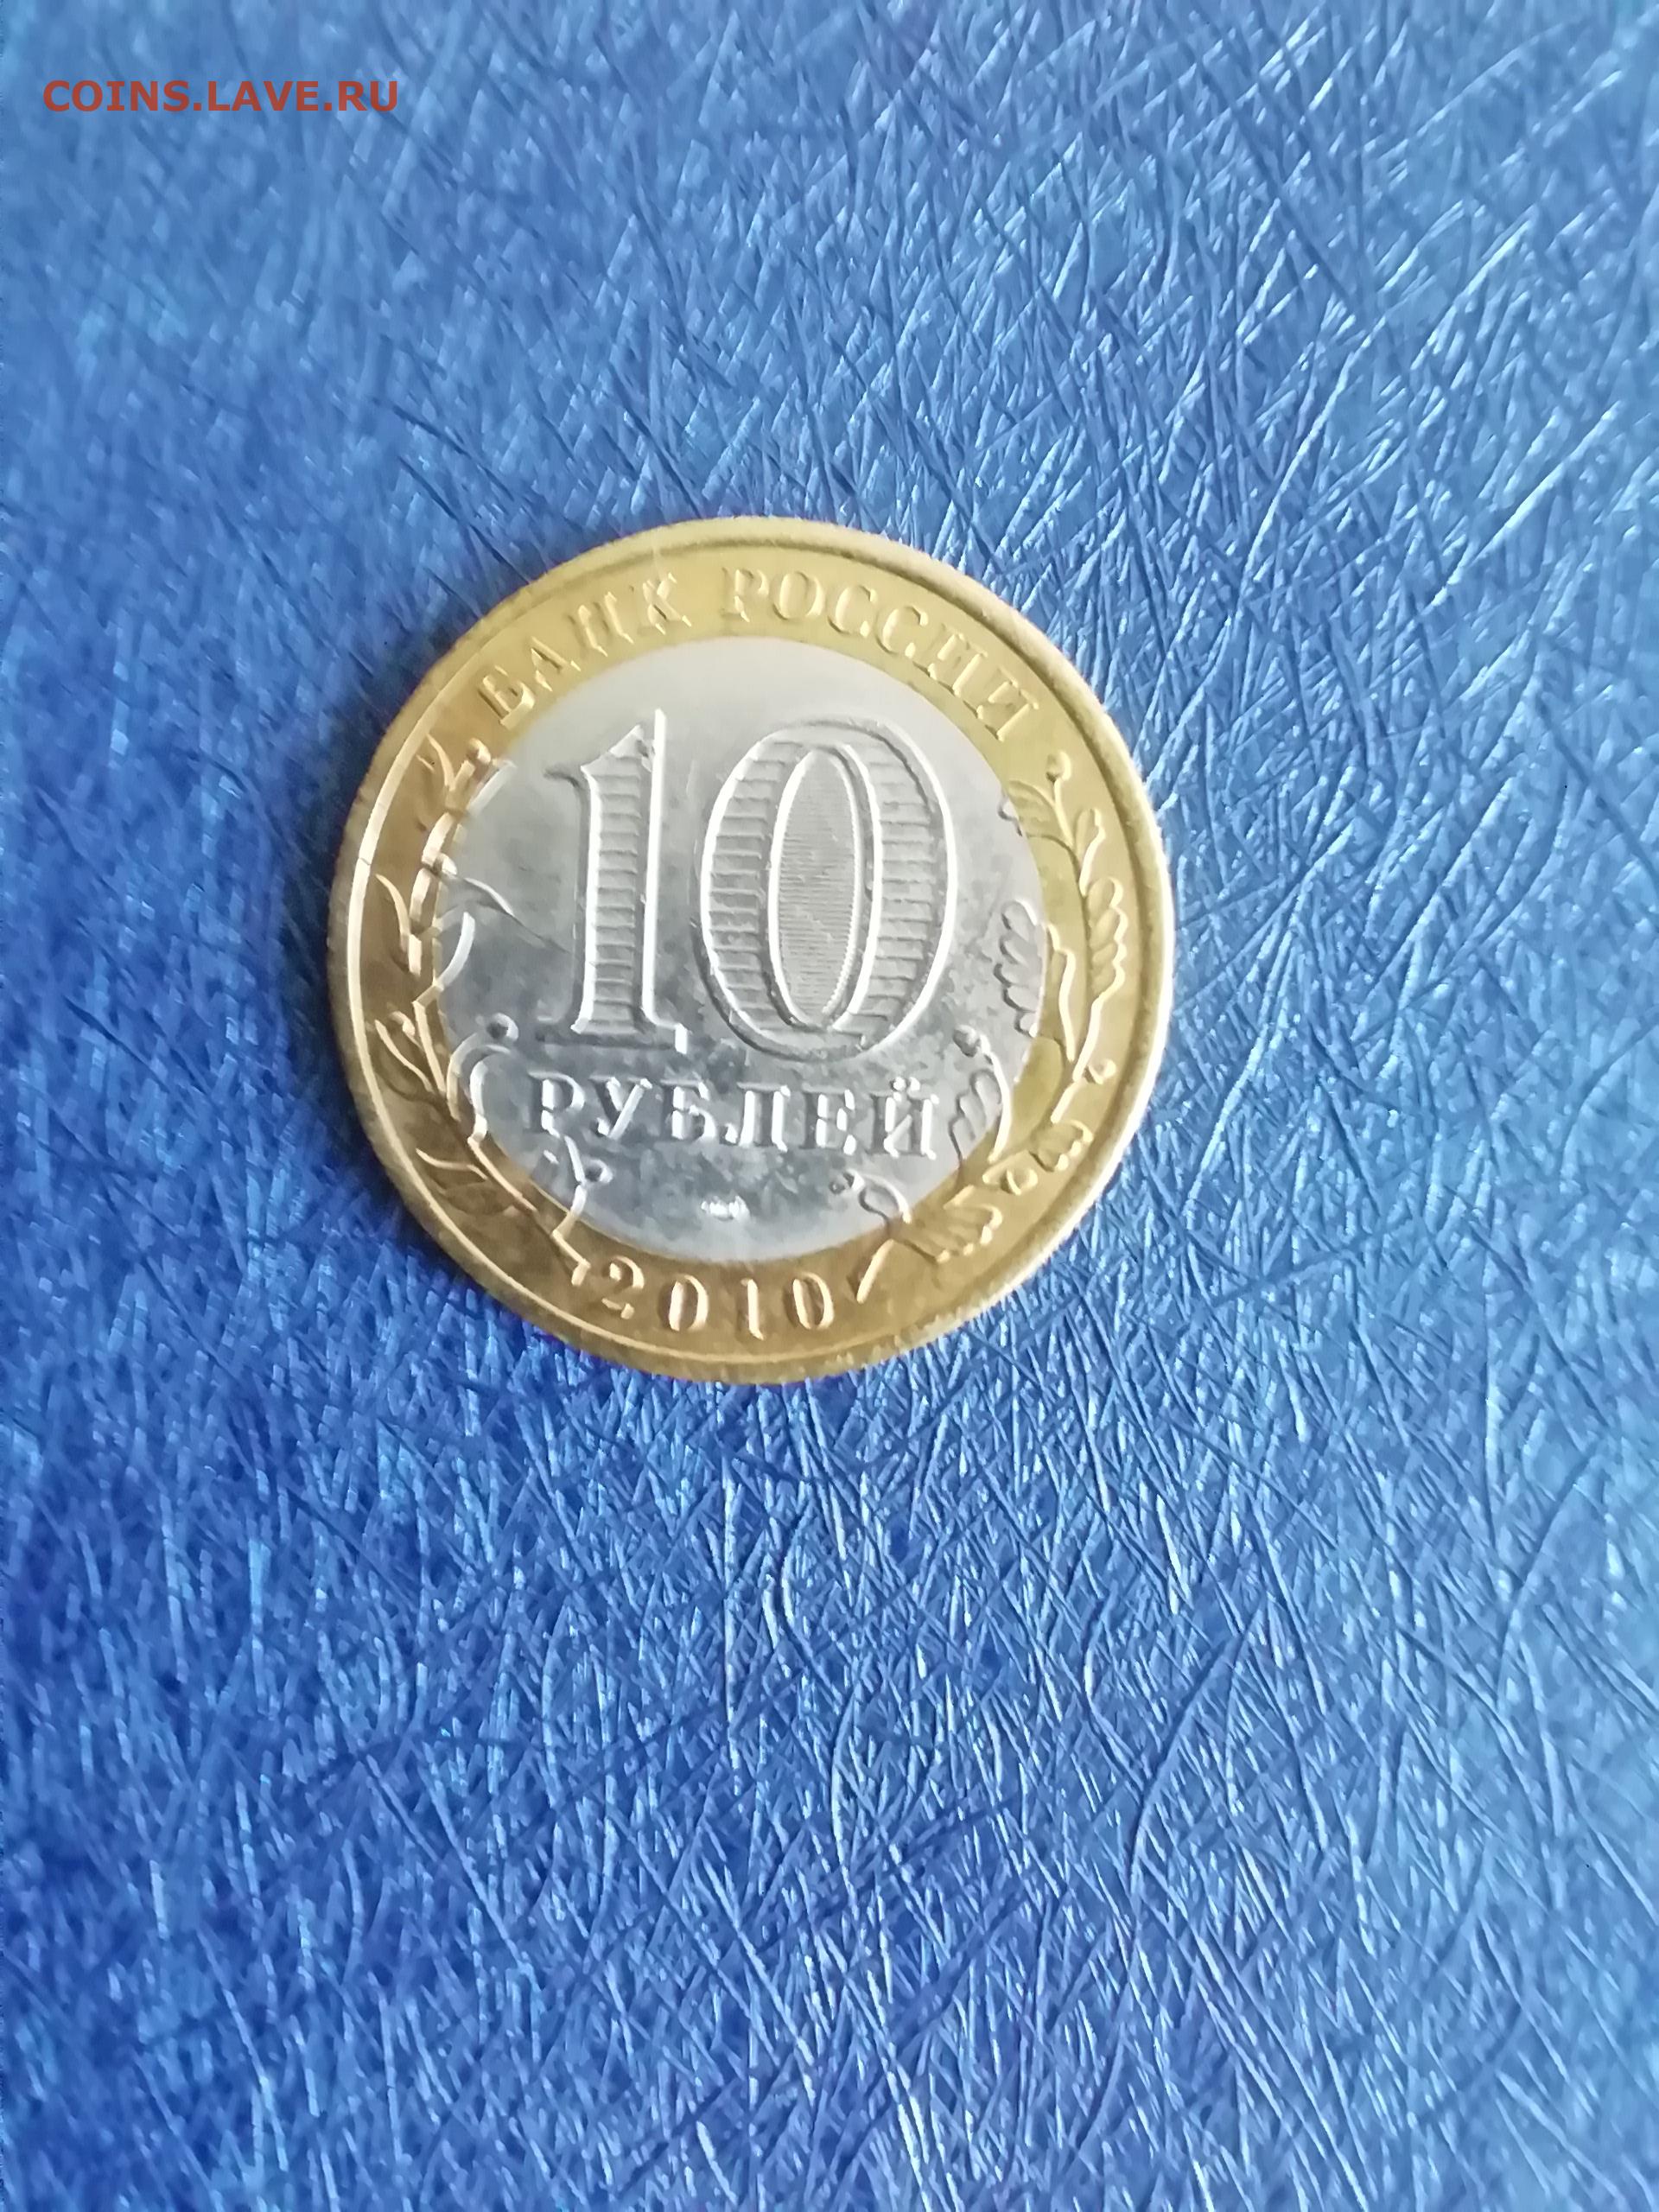 COINS.LAVE.RU
БАНК РОССИИ
10
РУБЛЕЙ
2010